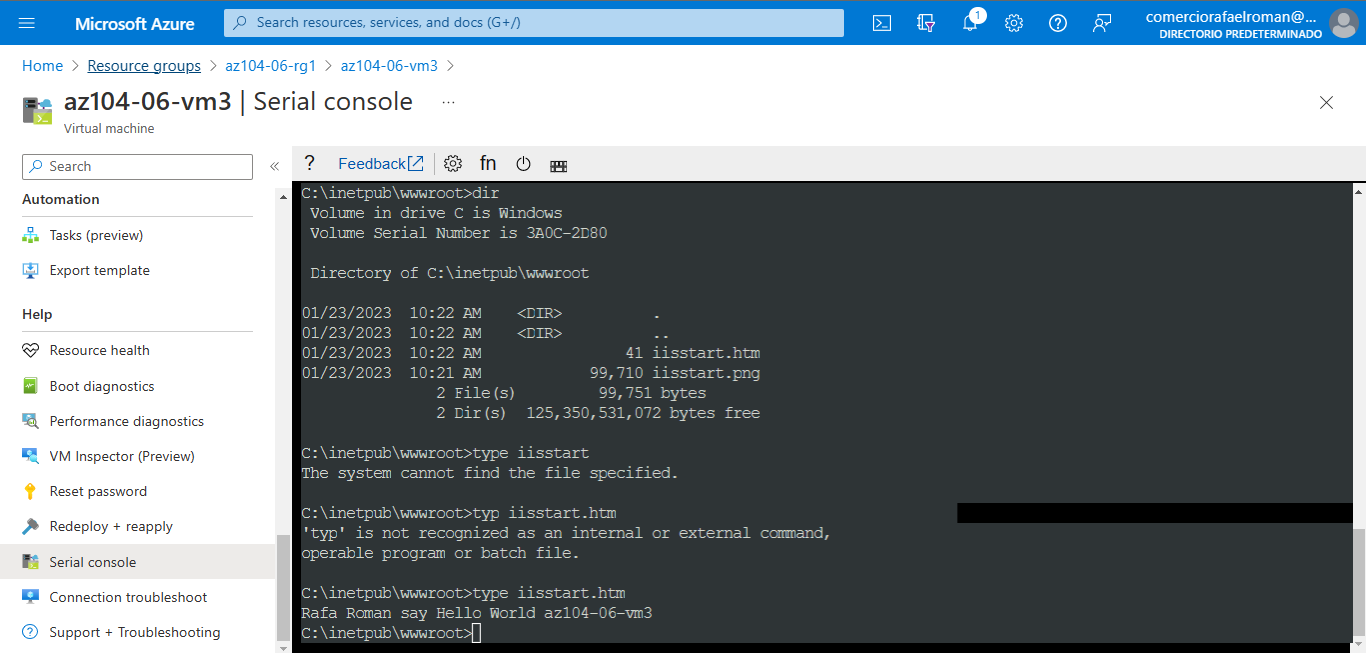 Microsoft Azure
Search resources, services, and docs (G+/)
1
comerciorafaelroman@...
DIRECTORIO PREDETERMINADO
Home > Resource groups > az104-06-rg1 > az104-06-vm3 >
az104-06-vm3 | Serial console ...
Virtual machine
Search
«
Automation
Tasks (preview)
Export template
Help
Resource health
Boot diagnostics
Performance diagnostics
VM Inspector (Preview)
Reset password
Redeploy + reapply
Serial console
Connection troubleshoot
Support + Troubleshooting
? Feedback fn
C:\inetpub\wwwroot>dir
Volume in drive C is Windows
Volume Serial Number is 3A0C-2D80
Directory of C:\inetpub\wwwroot
01/23/2023 10:22 AM <DIR> .
01/23/2023 10:22 AM <DIR> ..
01/23/2023 10:22 AM 41 iisstart.htm
01/23/2023 10:21 AM 99,710 iisstart.png
2 File(s) 99,751 bytes
2 Dir(s) 125,350,531,072 bytes free
C:\inetpub\wwwroot>type iisstart
The system cannot find the file specified.
C:\inetpub\wwwroot>typ iisstart.htm
'typ' is not recognized as an internal or external command,
operable program or batch file.
C:\inetpub\wwwroot>type iisstart.htm
Rafa Roman say Hello World az104-06-vm3
C:\inetpub\wwwroot>